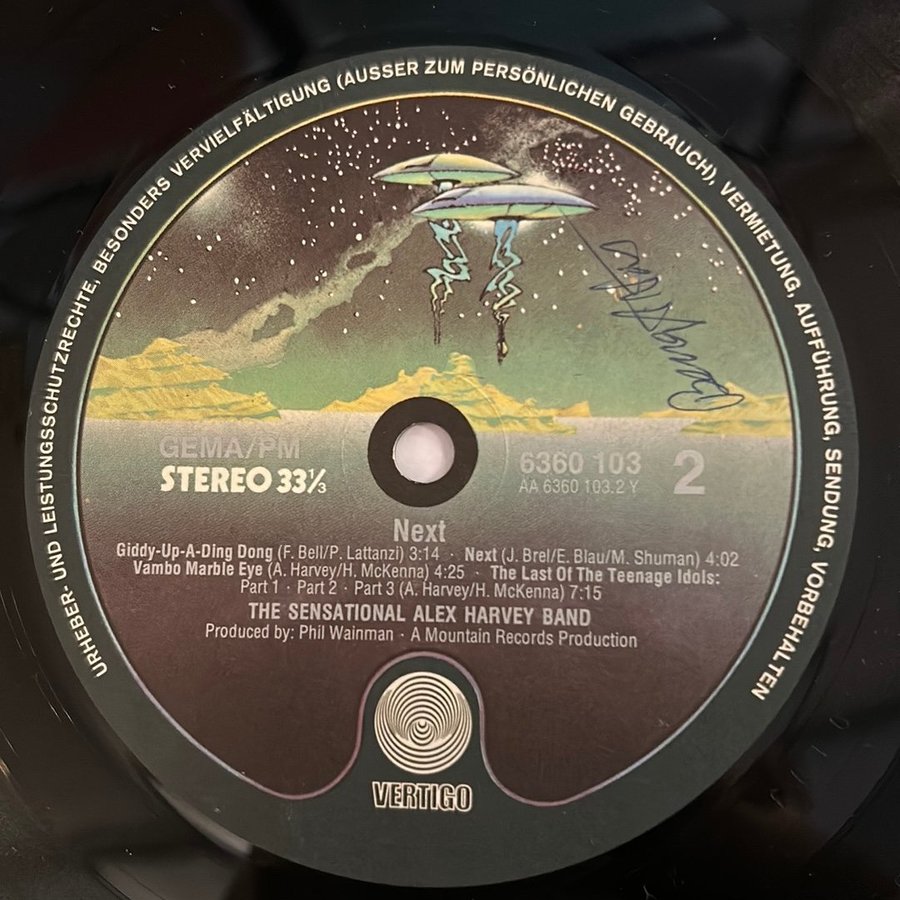 URHEBER- UND LEISTUNGSSCHUTZRECHTE, BESONDERS VERVIELFÄLTIGUNG (AUSSER ZUM PERSÖNLICHEN GEBRAUCH), VERMIETUNG, AUFFÜHRUNG, SENDUNG, VORBEHALTEN
GEMA/PM
STEREO 33⅓
6360 103
AA 6360 103.2 Y
2
Next
Giddy-Up-A-Ding Dong (F. Bell/P. Lattanzi) 3:14 · Next (J. Brel/E. Blau/M. Shuman) 4:02
Vambo Marble Eye (A. Harvey/H. McKenna) 4:25 · The Last Of The Teenage Idols:
Part 1 · Part 2 · Part 3 (A. Harvey/H. McKenna) 7:15
THE SENSATIONAL ALEX HARVEY BAND
Produced by: Phil Wainman · A Mountain Records Production
VERTIGO